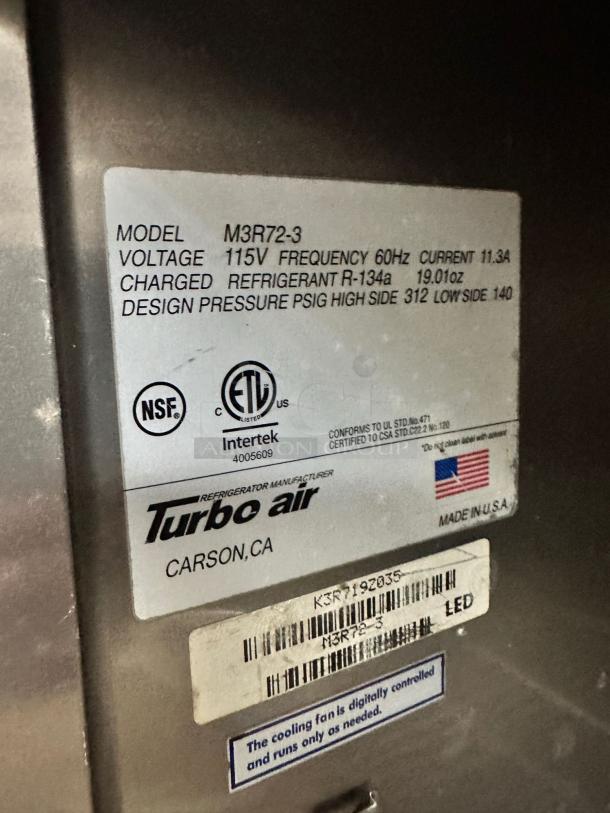 MODEL M3R72-3
VOLTAGE 115V FREQUENCY 60Hz CURRENT 11.3A
CHARGED REFRIGERANT R-134a 19.01oz
DESIGN PRESSURE PSIG HIGH SIDE 312 LOW SIDE 140
NSF.
C ETL US
LISTED
Intertek
4005609
CONFORMS TO UL STD.No.471
CERTIFIED TO CSA STD.C22.2 No.120
*Do not clean label with solvent
REFRIGERATOR MANUFACTURER
Turbo air
CARSON,CA
MADE IN U.S.A
AUCTION GROUP
K3R7192035
LED
M3R72-3
The cooling fan is digitally controlled
and runs only as needed.